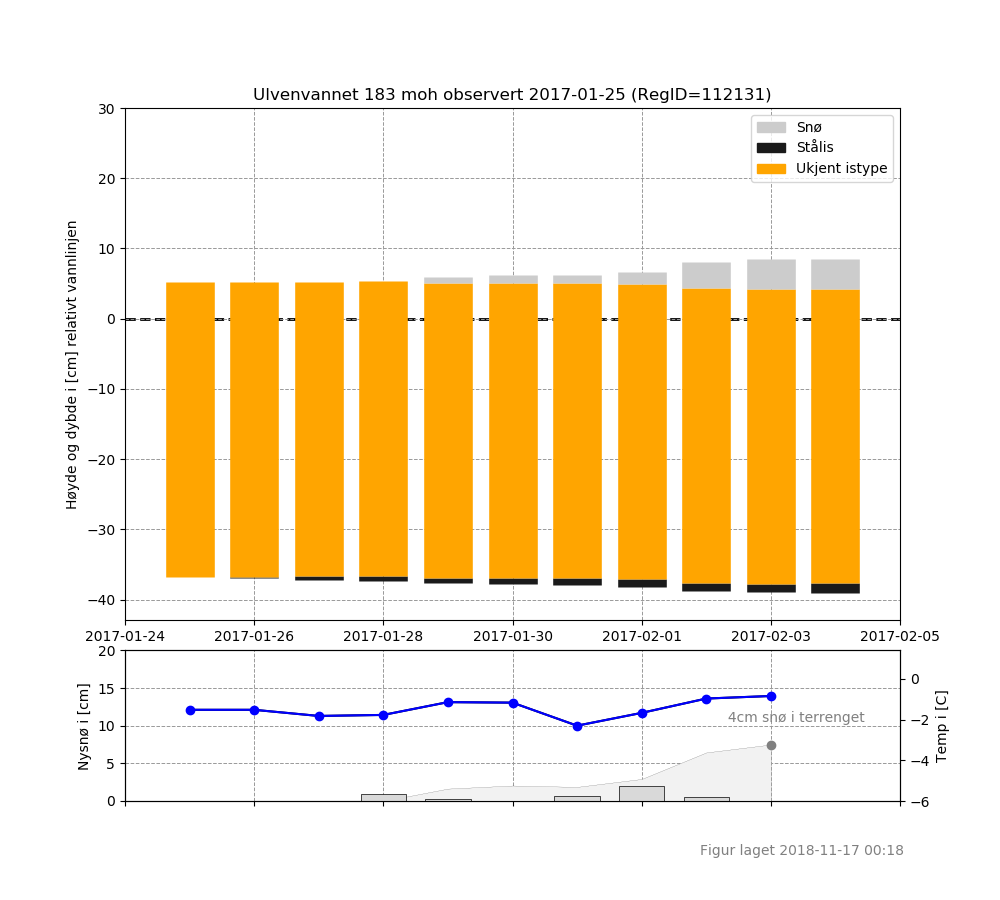 Ulvenvannet 183 moh observert 2017-01-25 (RegID=112131)
30
20
10
0
−10
−20
−30
−40
Høyde og dybde i [cm] relativt vannlinjen
Snø
Stålis
Ukjent istype
2017-01-24 2017-01-26 2017-01-28 2017-01-30 2017-02-01 2017-02-03 2017-02-05
20
15
10
5
0
Nysnø i [cm]
4cm snø i terrenget
0
−2
−4
−6
Temp i [C]
Figur laget 2018-11-17 00:18